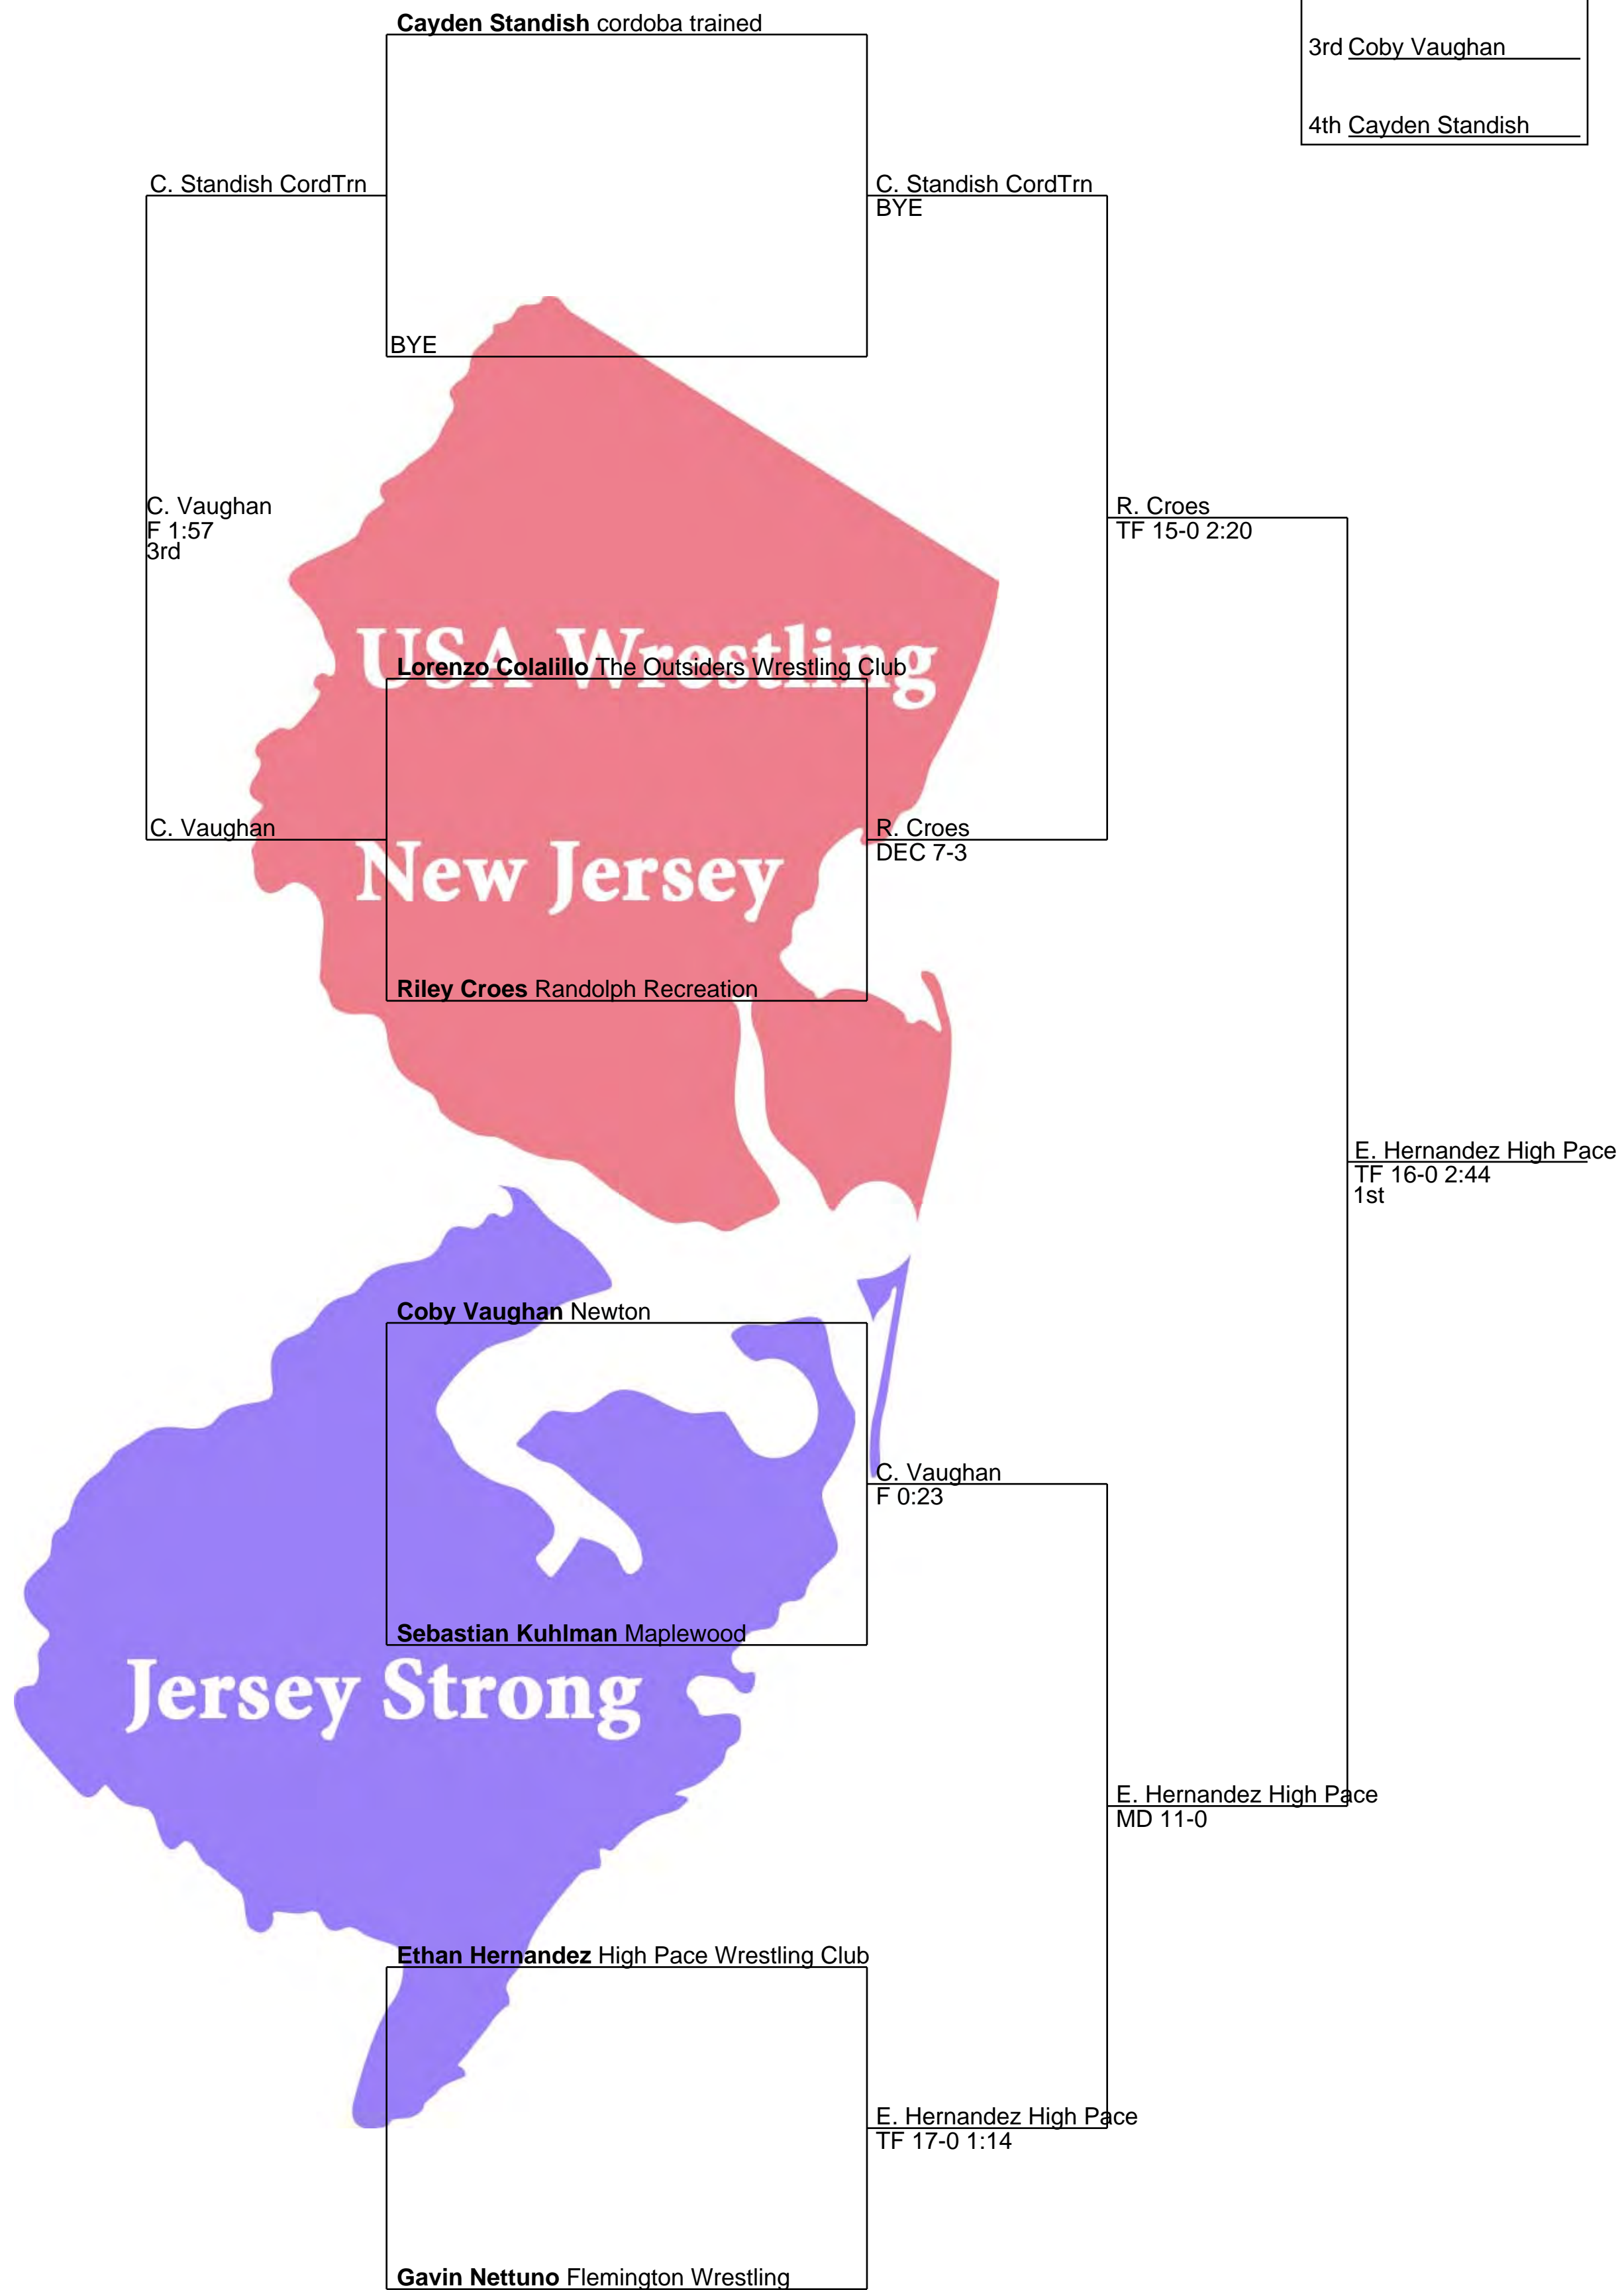 Cayden Standish cordoba trained
3rd Coby Vaughan
4th Cayden Standish
C. Standish CordTrn
C. Standish CordTrn
BYE
BYE
C. Vaughan
F 1:57
3rd
R. Croes
TF 15-0 2:20
USA Wrestling
Lorenzo Colalillo The Outsiders Wrestling Club
C. Vaughan
R. Croes
DEC 7-3
New Jersey
Riley Croes Randolph Recreation
E. Hernandez High Pace
TF 16-0 2:44
1st
Coby Vaughan Newton
C. Vaughan
F 0:23
Sebastian Kuhlman Maplewood
Jersey Strong
E. Hernandez High Pace
MD 11-0
Ethan Hernandez High Pace Wrestling Club
E. Hernandez High Pace
TF 17-0 1:14
Gavin Nettuno Flemington Wrestling